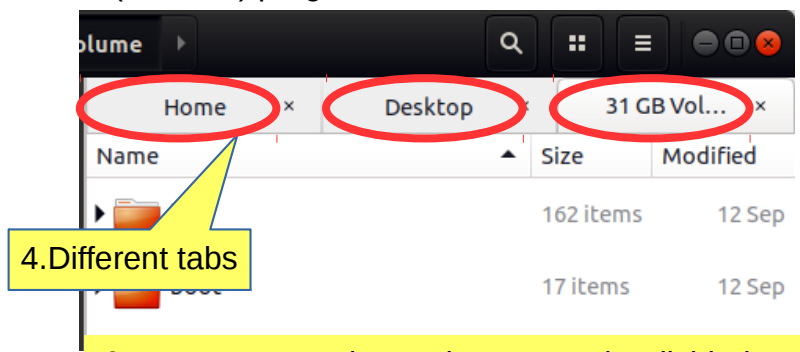 olume
Home × Desktop × 31 GB Vol... ×
Name Size Modified
162 items 12 Sep
4.Different tabs
17 items 12 Sep